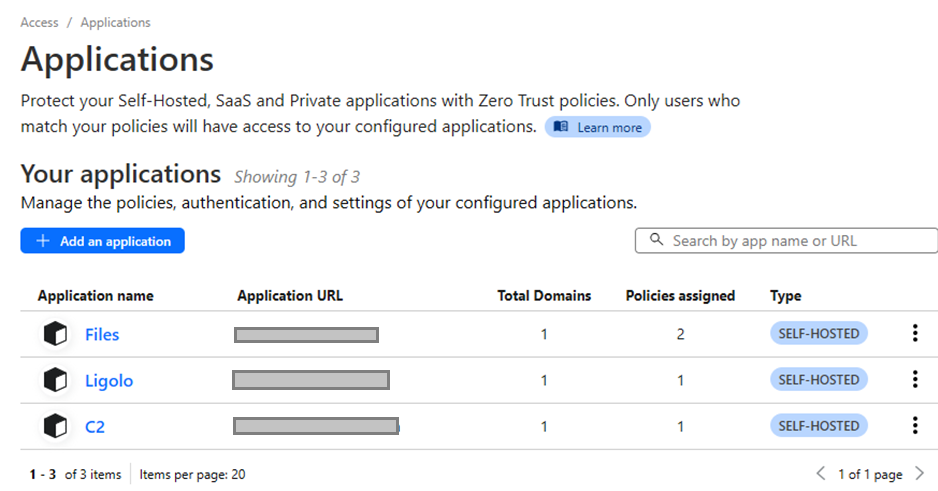 Access / Applications
Applications
Protect your Self-Hosted, SaaS and Private applications with Zero Trust policies. Only users who
match your policies will have access to your configured applications. Learn more
Your applications Showing 1-3 of 3
Manage the policies, authentication, and settings of your configured applications.
+ Add an application Search by app name or URL
Application name Application URL Total Domains Policies assigned Type
Files 1 2 SELF-HOSTED
Ligolo 1 1 SELF-HOSTED
C2 1 1 SELF-HOSTED
1 - 3 of 3 items Items per page: 20 < 1 of 1 page >